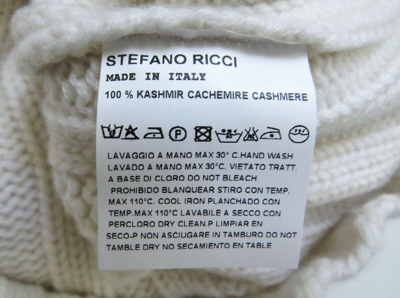 STEFANO RICCI
MADE IN ITALY
100 % KASHMIR CACHEMIRE CASHMERE
LAVAGGIO A MANO MAX 30° C.HAND WASH
LAVADO A MANO MAX 30°C. VIETATO TRATT.
A BASE DI CLORO DO NOT BLEACH
PROHIBIDO BLANQUEAR STIRO CON TEMP.
MAX 110°C. COOL IRON PLANCHADO CON
TEMP.MAX 110°C LAVABILE A SECCO CON
PERCLORO DRY CLEAN.P LIMPIAR EN
SECO-P NON ASCIUGARE IN TAMBURO DO NOT
TAMBLE DRY NO SECAMIENTO EN TABLE